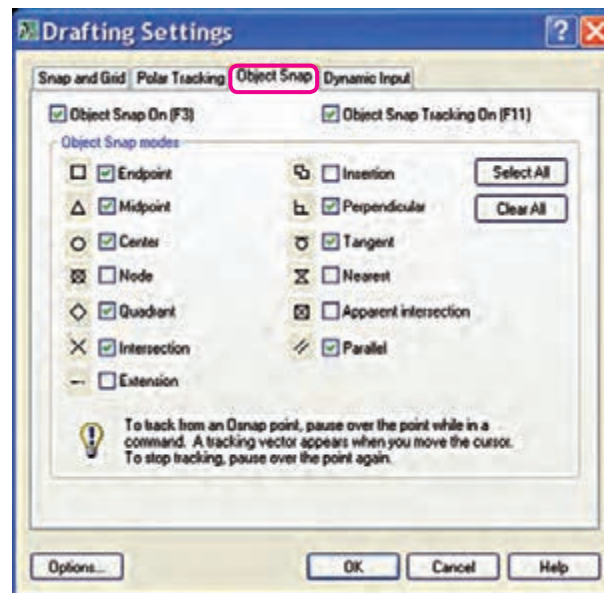 Drafting Settings
Snap and Grid Polar Tracking Object Snap Dynamic Input
Object Snap On (F3) Object Snap Tracking On (F11)
Object Snap modes
Endpoint Insertion Select All
Midpoint Perpendicular Clear All
Center Tangent
Node Nearest
Quadrant Apparent intersection
Intersection Parallel
Extension
To track from an Osnap point, pause over the point while in a
command. A tracking vector appears when you move the cursor.
To stop tracking, pause over the point again.
Options... OK Cancel Help